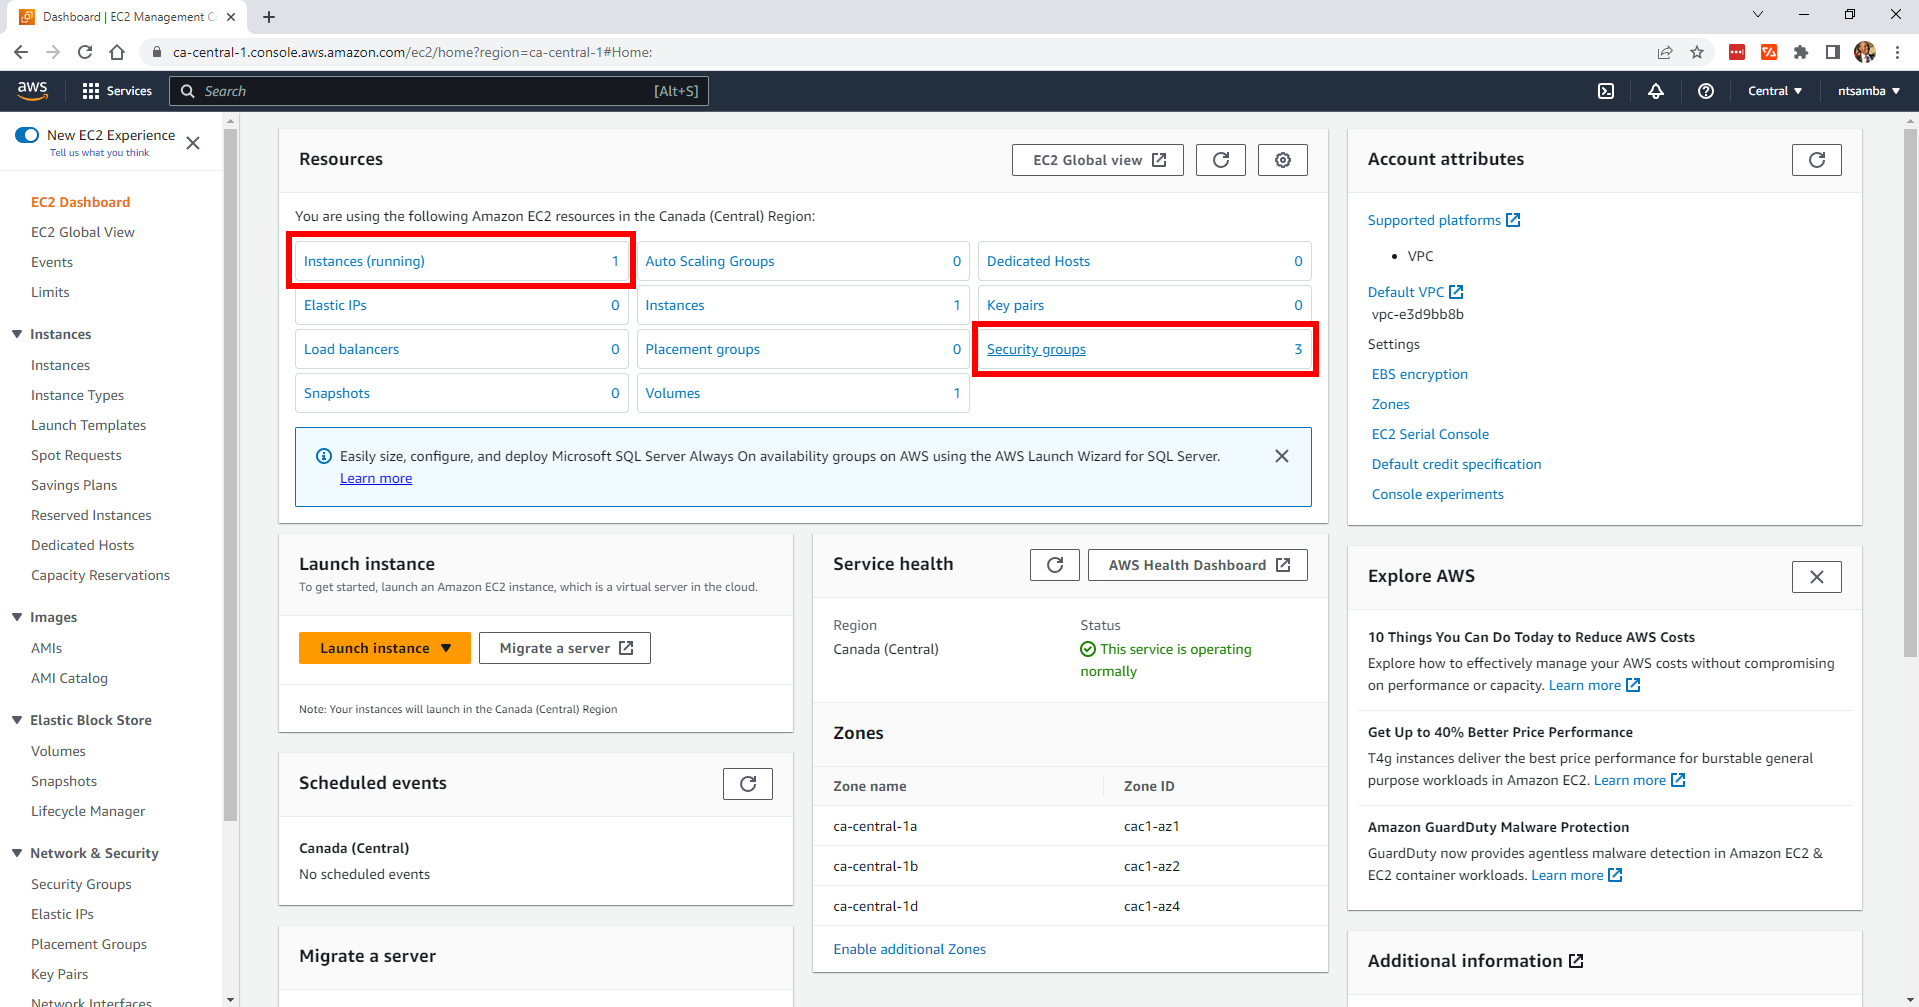 Dashboard | EC2 Management Co
ca-central-1.console.aws.amazon.com/ec2/home?region=ca-central-1#Home:
aws
Services
Search
[Alt+S]
Central
ntsamba
New EC2 Experience
Tell us what you think
EC2 Dashboard
EC2 Global View
Events
Limits
Instances
Instances
Instance Types
Launch Templates
Spot Requests
Savings Plans
Reserved Instances
Dedicated Hosts
Capacity Reservations
Images
AMIs
AMI Catalog
Elastic Block Store
Volumes
Snapshots
Lifecycle Manager
Network & Security
Security Groups
Elastic IPs
Placement Groups
Key Pairs
Network Interfaces
Resources
EC2 Global view
You are using the following Amazon EC2 resources in the Canada (Central) Region:
Instances (running) 1
Auto Scaling Groups 0
Dedicated Hosts 0
Elastic IPs 0
Instances 1
Key pairs 0
Load balancers 0
Placement groups 0
Security groups 3
Snapshots 0
Volumes 1
Easily size, configure, and deploy Microsoft SQL Server Always On availability groups on AWS using the AWS Launch Wizard for SQL Server.
Learn more
Launch instance
To get started, launch an Amazon EC2 instance, which is a virtual server in the cloud.
Launch instance
Migrate a server
Note: Your instances will launch in the Canada (Central) Region
Scheduled events
Canada (Central)
No scheduled events
Migrate a server
Service health
AWS Health Dashboard
Region
Canada (Central)
Status
This service is operating
normally
Zones
Zone name
Zone ID
ca-central-1a
cac1-az1
ca-central-1b
cac1-az2
ca-central-1d
cac1-az4
Enable additional Zones
Account attributes
Supported platforms
VPC
Default VPC
vpc-e3d9bb8b
Settings
EBS encryption
Zones
EC2 Serial Console
Default credit specification
Console experiments
Explore AWS
10 Things You Can Do Today to Reduce AWS Costs
Explore how to effectively manage your AWS costs without compromising
on performance or capacity. Learn more
Get Up to 40% Better Price Performance
T4g instances deliver the best price performance for burstable general
purpose workloads in Amazon EC2. Learn more
Amazon GuardDuty Malware Protection
GuardDuty now provides agentless malware detection in Amazon EC2 &
EC2 container workloads. Learn more
Additional information